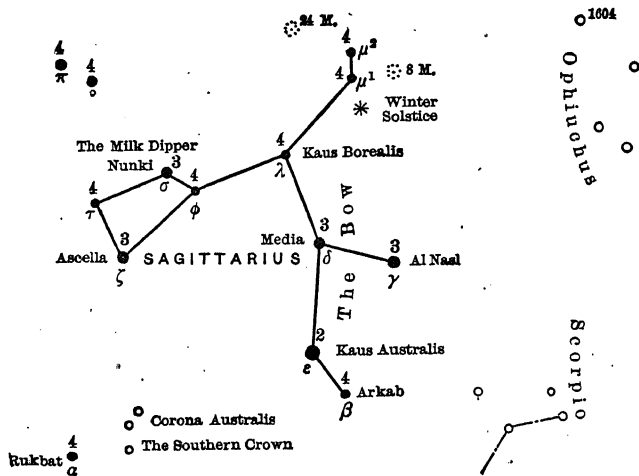 24 M.
1604
4
μ²
4
π
4
ο
4
μ¹
8 M.
Winter
Solstice
Ophiuchus
The Milk Dipper
Nunki
3
σ
4
φ
4
λ
Kaus Borealis
4
τ
Ascella
3
ζ
SAGITTARIUS
Media
3
δ
The Bow
3
γ
Al Nasl
2
ε
Kaus Australis
4
β
Arkab
Scorpio
Corona Australis
The Southern Crown
Rukbat
4
α